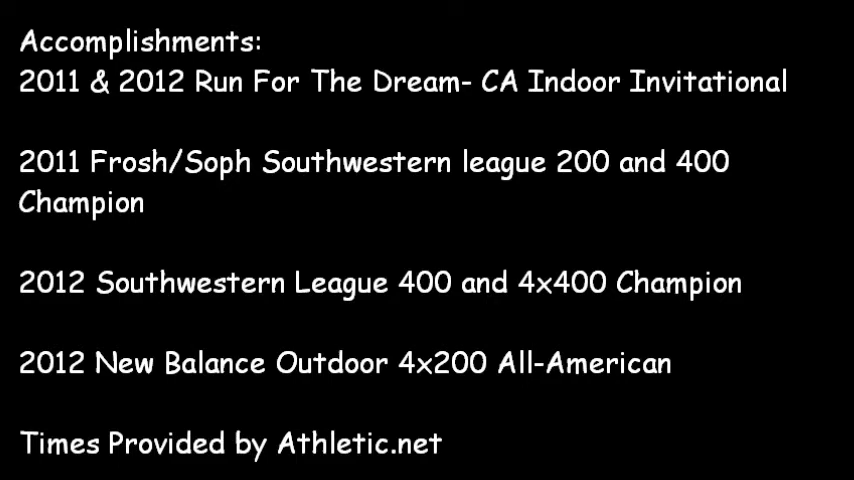 Accomplishments:
2011 & 2012 Run For The Dream- CA Indoor Invitational
2011 Frosh/Soph Southwestern league 200 and 400
Champion
2012 Southwestern League 400 and 4x400 Champion
2012 New Balance Outdoor 4x200 All-American
Times Provided by Athletic.net